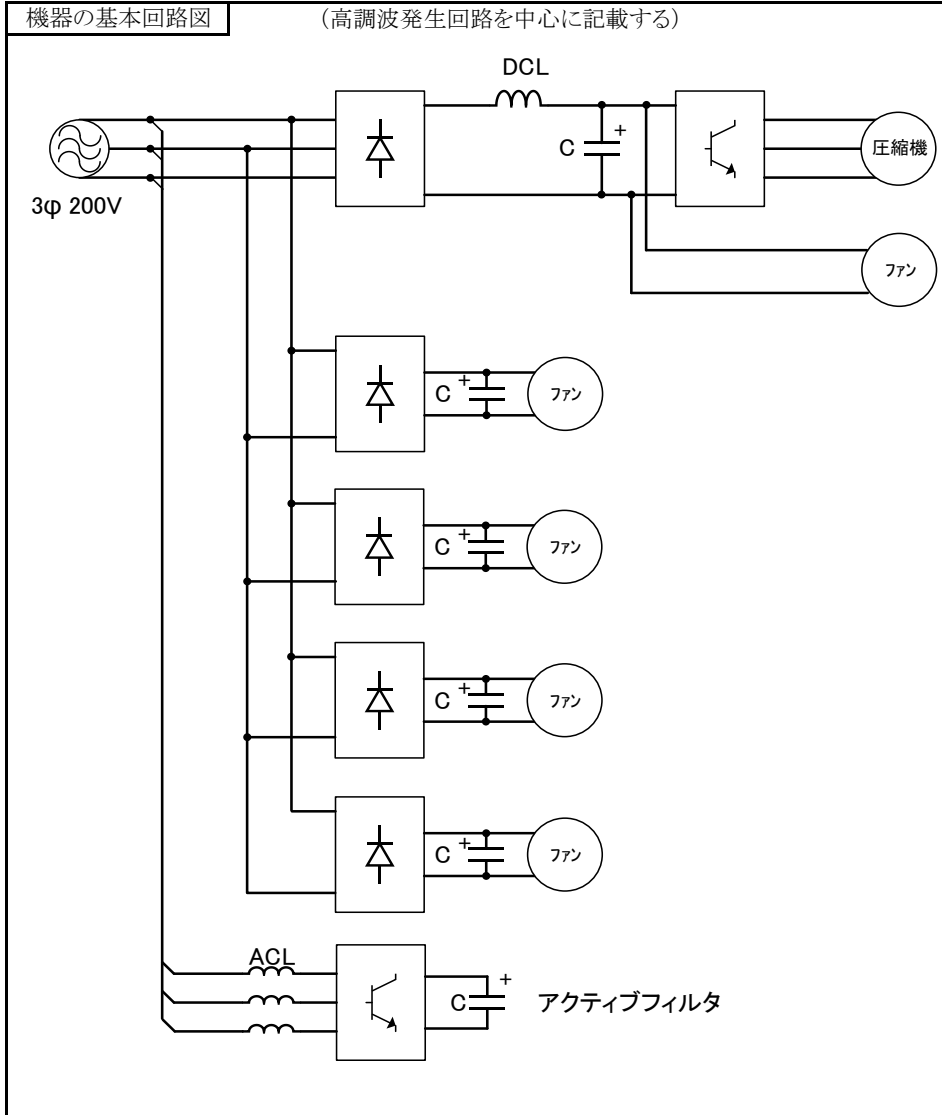 機器の基本回路図 (高調波発生回路を中心に記載する)
DCL
C +
圧縮機
3φ 200V
ファン
C + ファン
C + ファン
C + ファン
C + ファン
ACL
C + アクティブフィルタ